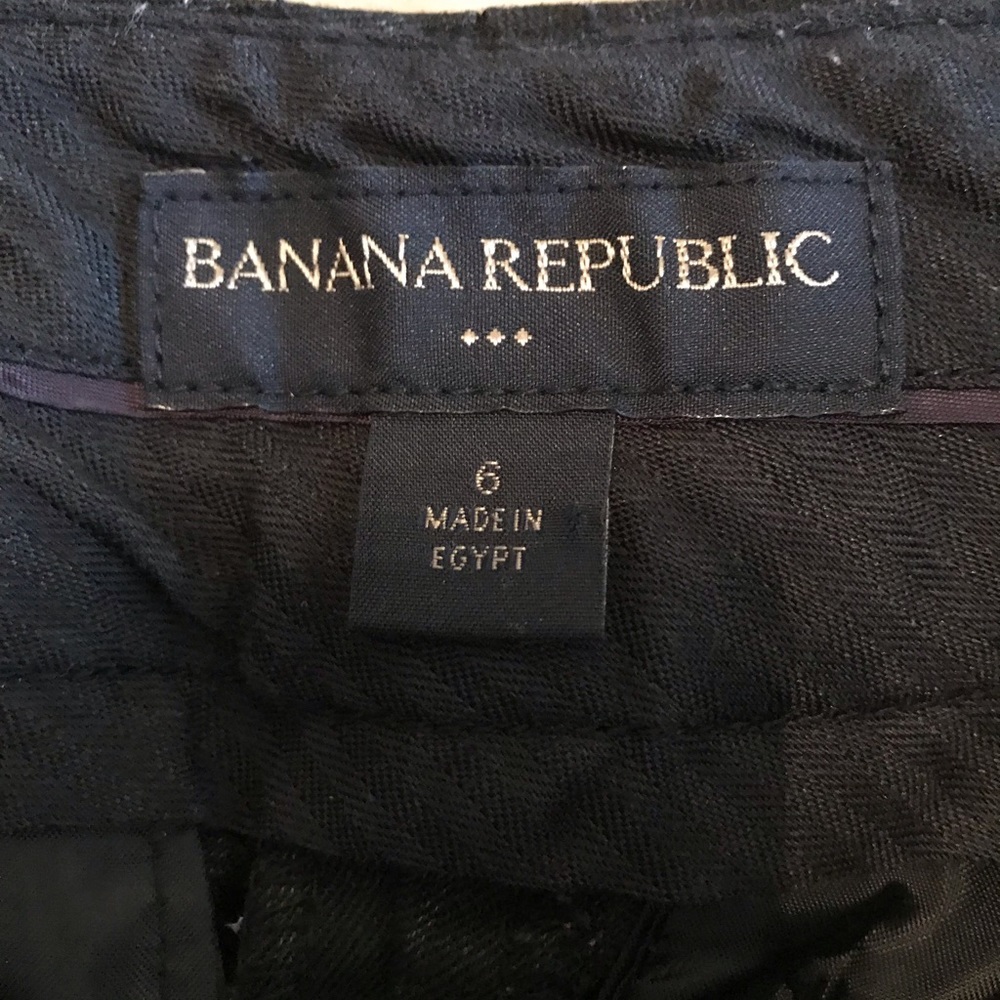 BANANA REPUBLIC
6
MADE IN
EGYPT